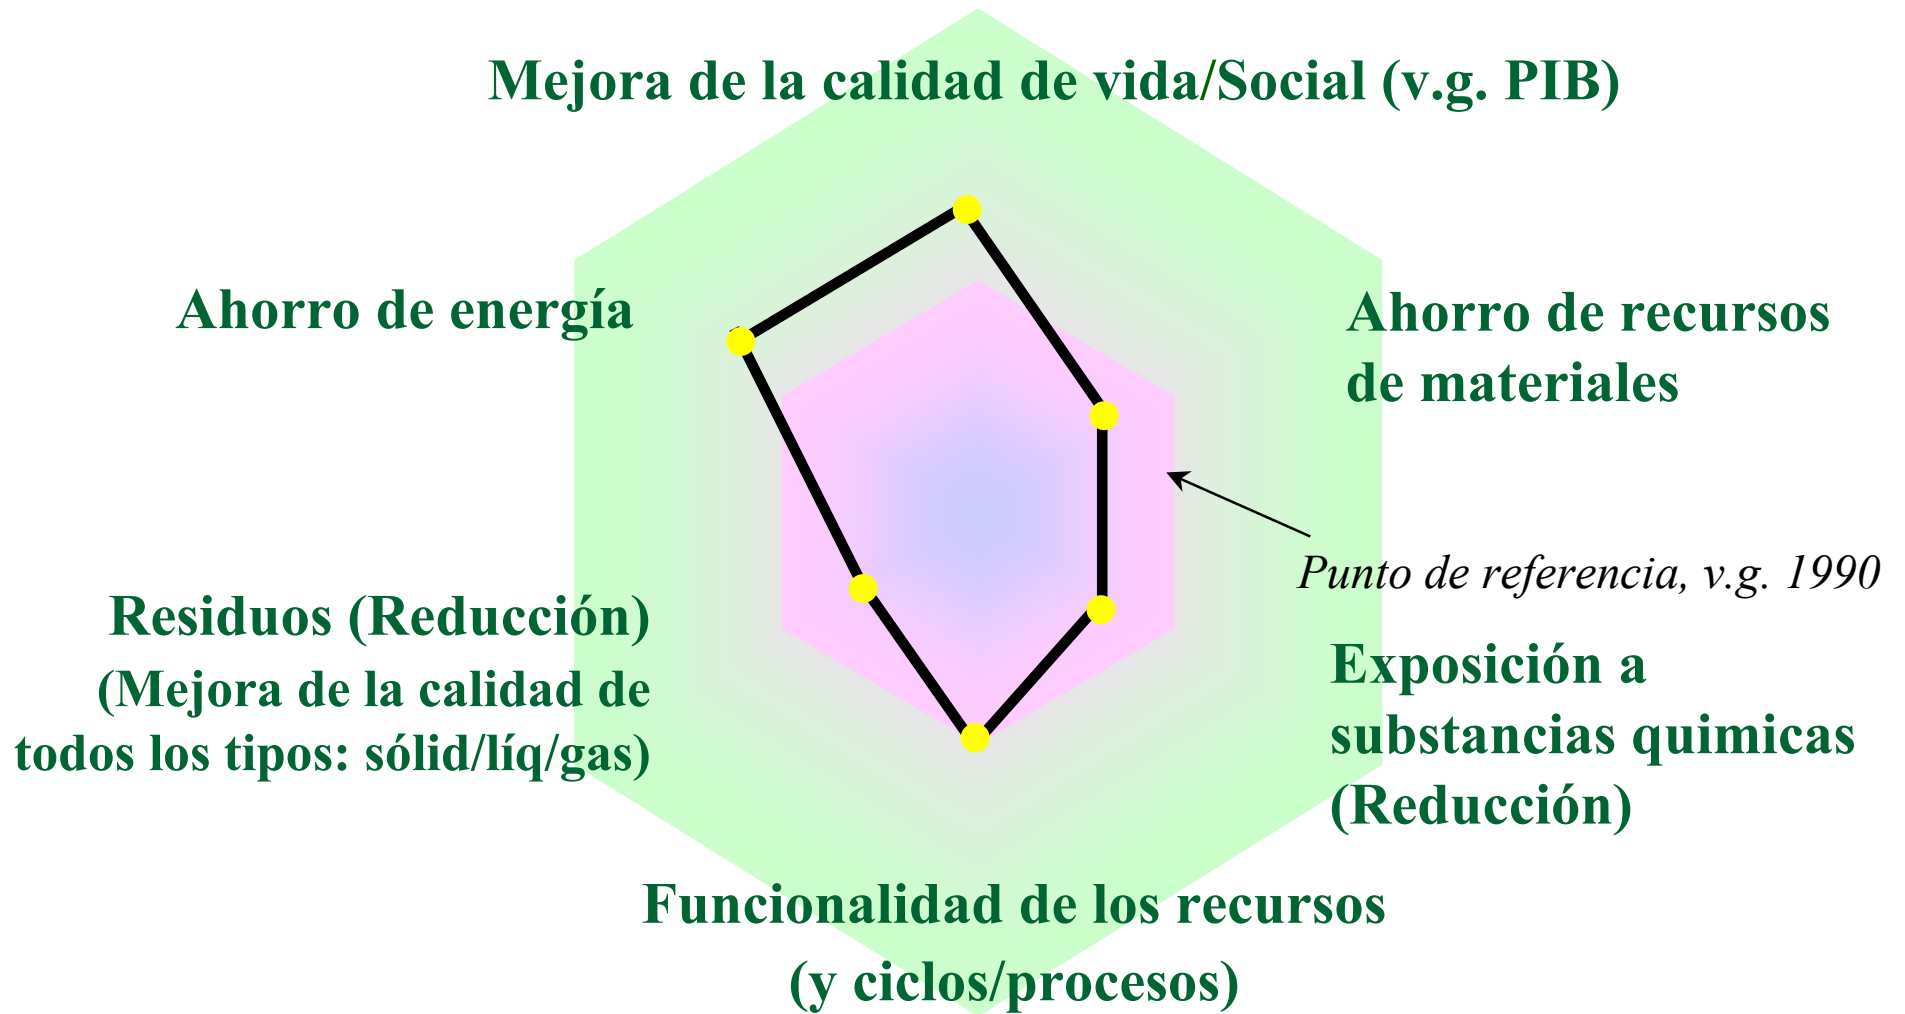 Mejora de la calidad de vida/Social (v.g. PIB)
Ahorro de energía
Ahorro de recursos
de materiales
Punto de referencia, v.g. 1990
Residuos (Reducción)
(Mejora de la calidad de
todos los tipos: sólid/líq/gas)
Exposición a
substancias quimicas
(Reducción)
Funcionalidad de los recursos
(y ciclos/procesos)